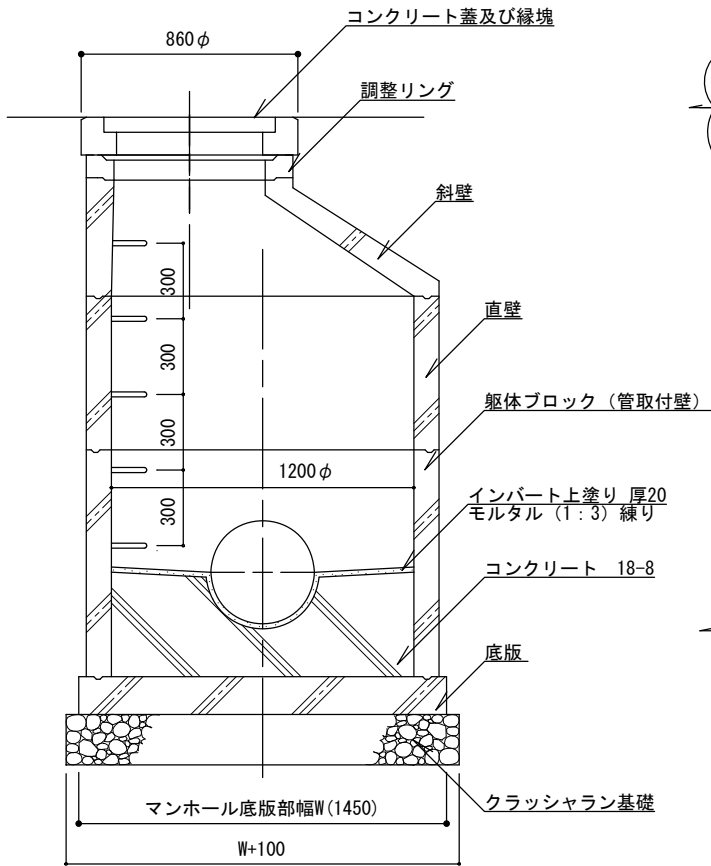 コンクリート蓋及び縁塊
860φ
調整リング
斜壁
300
直壁
300
300
躯体ブロック（管取付壁）
1200φ
インバート上塗り 厚20
モルタル（1：3）練り
300
コンクリート 18-8
底版
クラッシャラン基礎
マンホール底版部幅W(1450)
W+100